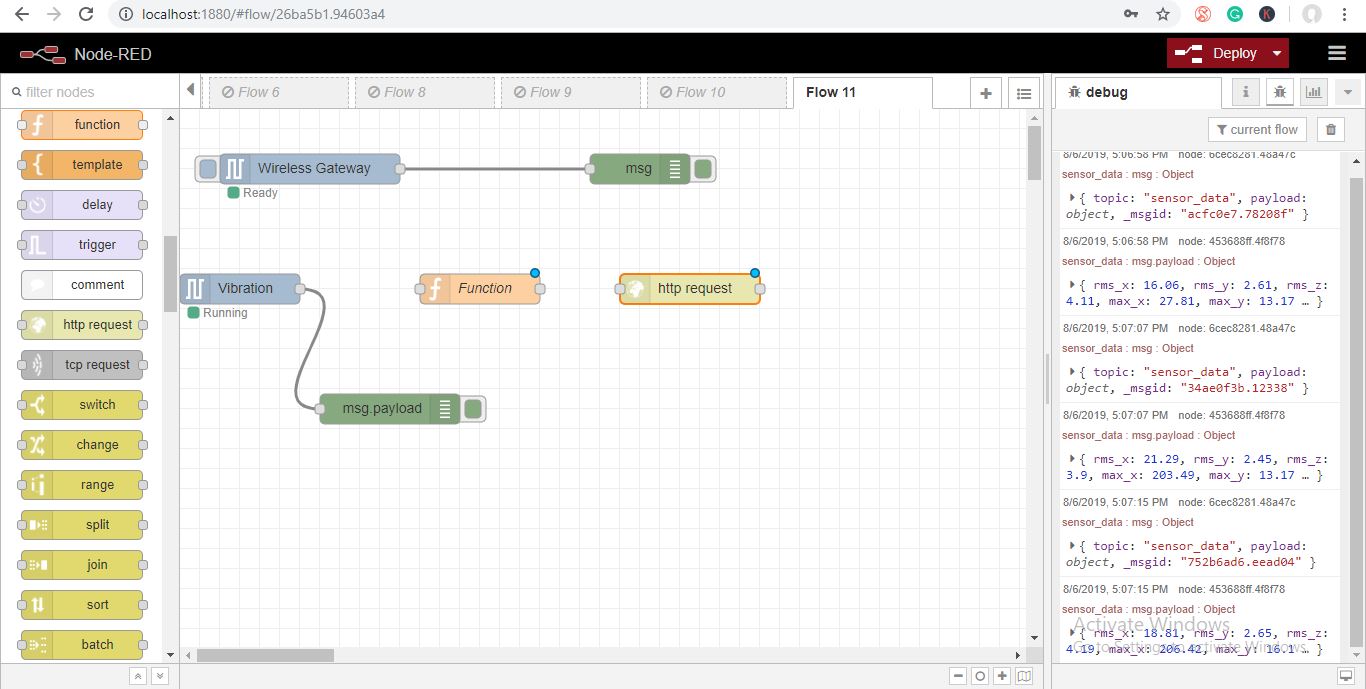 localhost:1880/#flow/26ba5b1.94603a4
Node-RED
Deploy
filter nodes
Flow 6
Flow 8
Flow 9
Flow 10
Flow 11
debug
current flow
function
template
delay
trigger
comment
http request
tcp request
switch
change
range
split
join
sort
batch
Wireless Gateway
Ready
msg
Vibration
Running
Function
http request
msg.payload
8/6/2019, 5:06:58 PM node: 6cec8281.48a47c
sensor_data : msg : Object
{ topic: "sensor_data", payload:
object, _msgid: "acfc0e7.78208f" }
8/6/2019, 5:06:58 PM node: 453688ff.4f8f78
sensor_data : msg.payload : Object
{ rms_x: 16.06, rms_y: 2.61, rms_z:
4.11, max_x: 27.81, max_y: 13.17 … }
8/6/2019, 5:07:07 PM node: 6cec8281.48a47c
sensor_data : msg : Object
{ topic: "sensor_data", payload:
object, _msgid: "34ae0f3b.12338" }
8/6/2019, 5:07:07 PM node: 453688ff.4f8f78
sensor_data : msg.payload : Object
{ rms_x: 21.29, rms_y: 2.45, rms_z:
3.9, max_x: 203.49, max_y: 13.17 … }
8/6/2019, 5:07:15 PM node: 6cec8281.48a47c
sensor_data : msg : Object
{ topic: "sensor_data", payload:
object, _msgid: "752b6ad6.eead04" }
8/6/2019, 5:07:15 PM node: 453688ff.4f8f78
sensor_data : msg.payload : Object
Activate Windows
{ rms_x: 18.81, rms_y: 2.65, rms_z:
4.19, max_x: 206.42, max_y: 16.1 … }
Go to Settings to activate Windows.